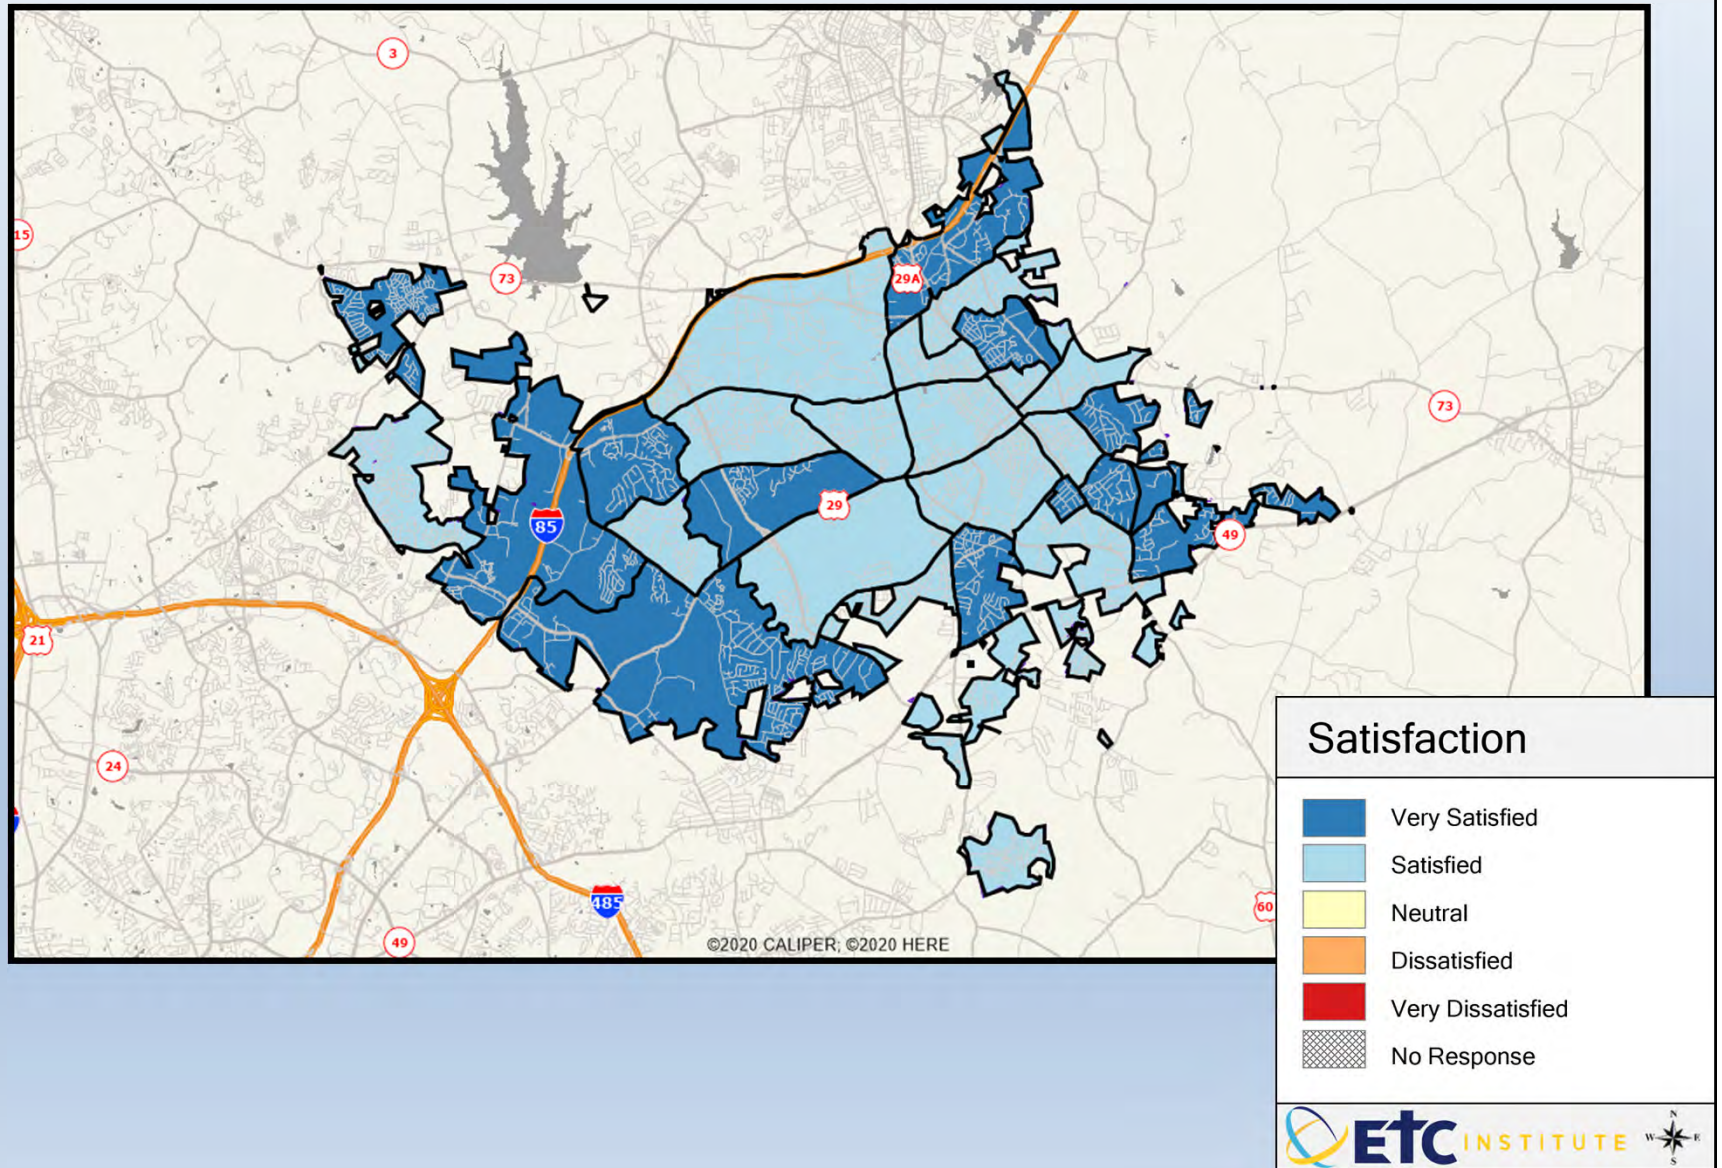 3
15
73
29A
73
29
85
49
21
24
485
60
49
©2020 CALIPER; ©2020 HERE
Satisfaction
Very Satisfied
Satisfied
Neutral
Dissatisfied
Very Dissatisfied
No Response
ETC INSTITUTE
N
W E
S